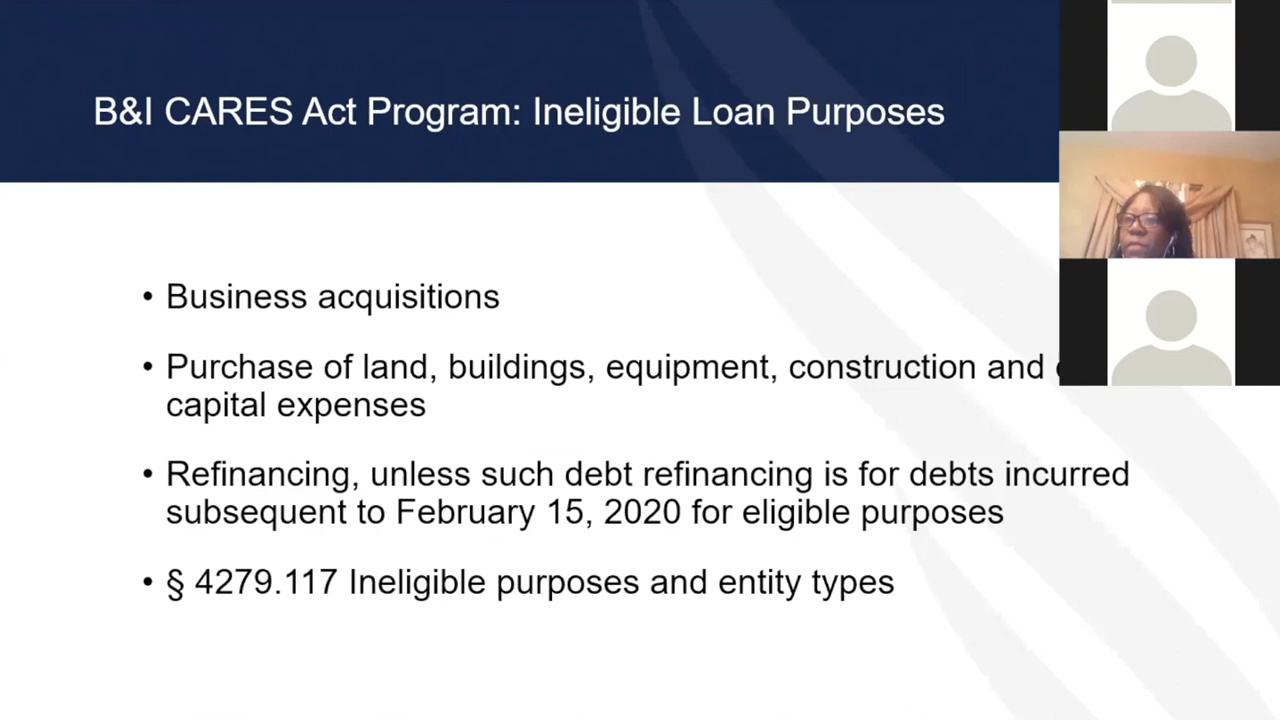 B&I CARES Act Program: Ineligible Loan Purposes
• Business acquisitions
• Purchase of land, buildings, equipment, construction and
capital expenses
• Refinancing, unless such debt refinancing is for debts incurred
subsequent to February 15, 2020 for eligible purposes
• § 4279.117 Ineligible purposes and entity types